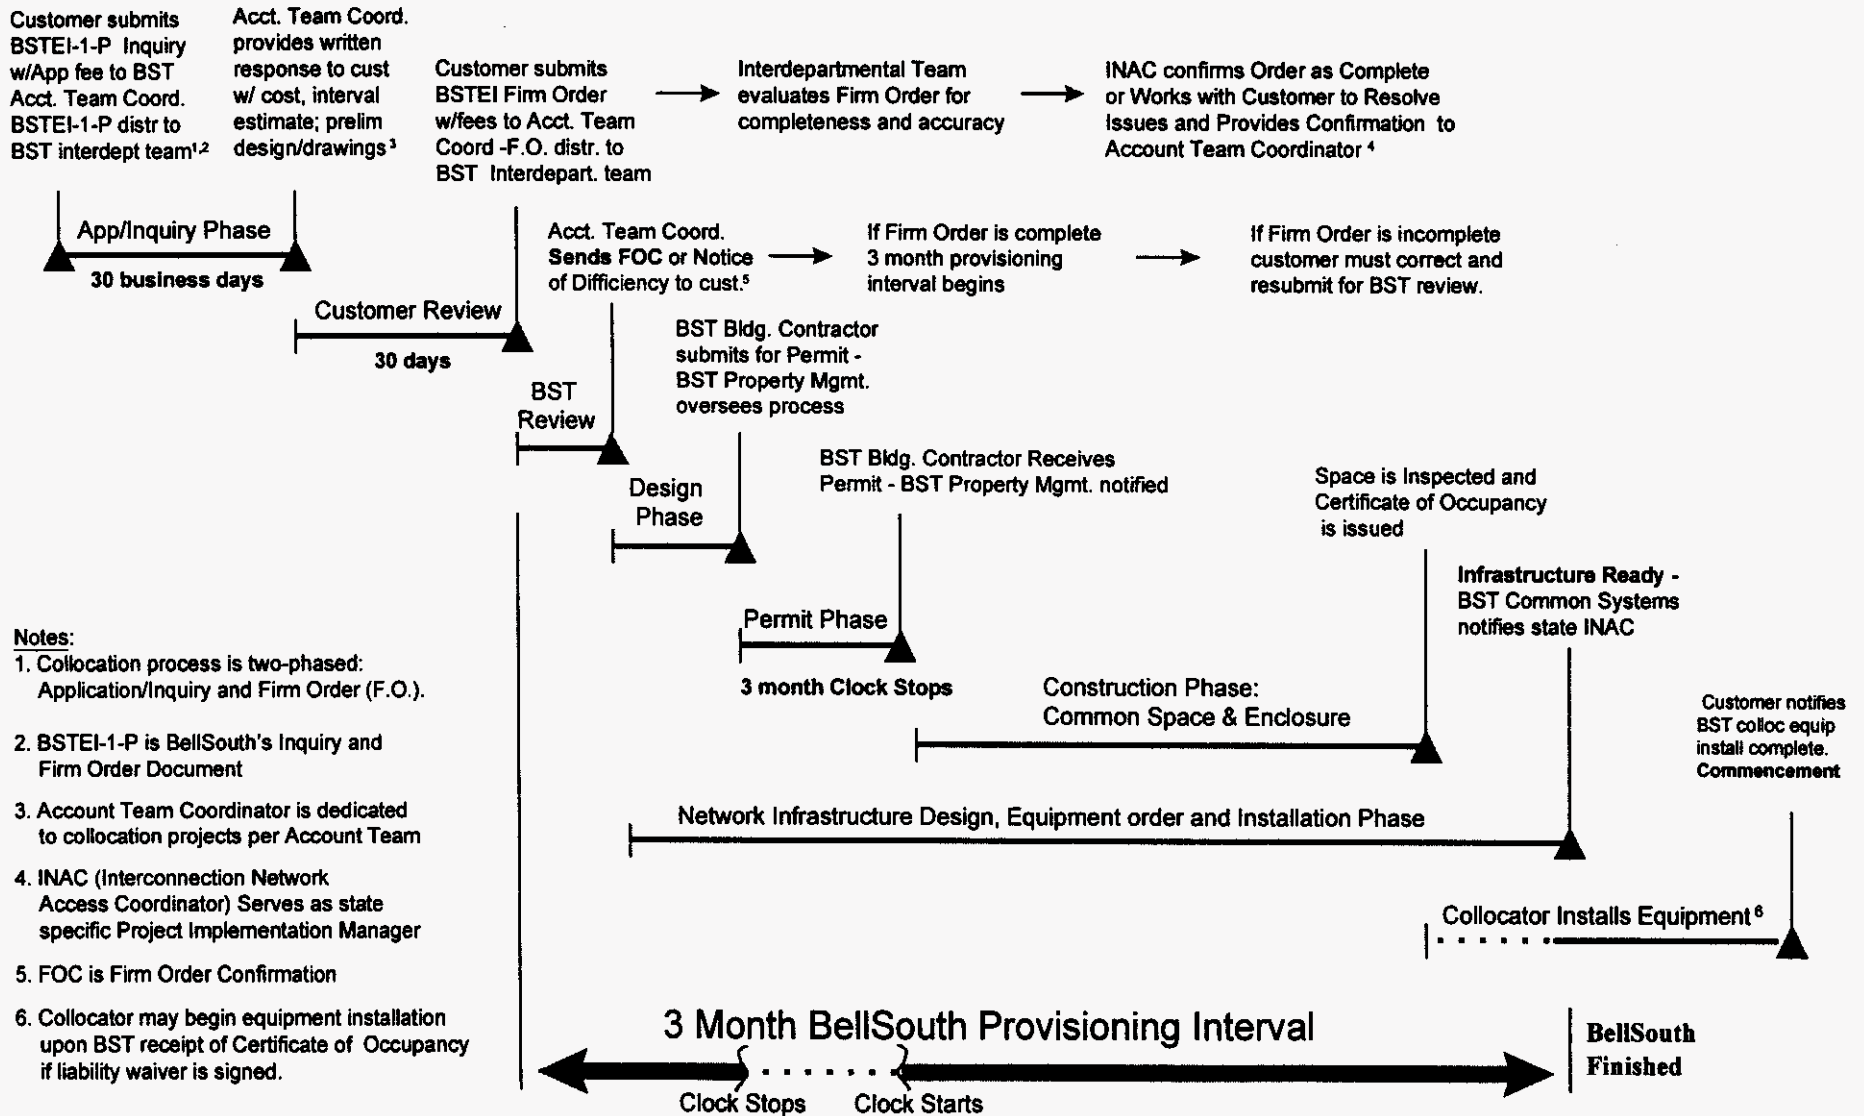 Customer submits
BSTEI-1-P Inquiry
w/App fee to BST
Acct. Team Coord.
BSTEI-1-P distr to
BST interdept team¹,²
Acct. Team Coord.
provides written
response to cust
w/ cost, interval
estimate; prelim
design/drawings³
Customer submits
BSTEI Firm Order
w/fees to Acct. Team
Coord -F.O. distr. to
BST Interdepart. team
Interdepartmental Team
evaluates Firm Order for
completeness and accuracy
INAC confirms Order as Complete
or Works with Customer to Resolve
Issues and Provides Confirmation to
Account Team Coordinator ⁴
App/Inquiry Phase
30 business days
Acct. Team Coord.
Sends FOC or Notice
of Difficiency to cust.⁵
If Firm Order is complete
3 month provisioning
interval begins
If Firm Order is incomplete
customer must correct and
resubmit for BST review.
Customer Review
30 days
BST Bldg. Contractor
submits for Permit -
BST Property Mgmt.
oversees process
BST
Review
BST Bldg. Contractor Receives
Permit - BST Property Mgmt. notified
Design
Phase
Space is Inspected and
Certificate of Occupancy
is issued
Infrastructure Ready -
BST Common Systems
notifies state INAC
Permit Phase
3 month Clock Stops
Construction Phase:
Common Space & Enclosure
Customer notifies
BST colloc equip
install complete.
Commencement
Network Infrastructure Design, Equipment order and Installation Phase
Collocator Installs Equipment⁶
Notes:
1. Collocation process is two-phased:
Application/Inquiry and Firm Order (F.O.).
2. BSTEI-1-P is BellSouth's Inquiry and
Firm Order Document
3. Account Team Coordinator is dedicated
to collocation projects per Account Team
4. INAC (Interconnection Network
Access Coordinator) Serves as state
specific Project Implementation Manager
5. FOC is Firm Order Confirmation
6. Collocator may begin equipment installation
upon BST receipt of Certificate of Occupancy
if liability waiver is signed.
3 Month BellSouth Provisioning Interval
Clock Stops
Clock Starts
BellSouth
Finished